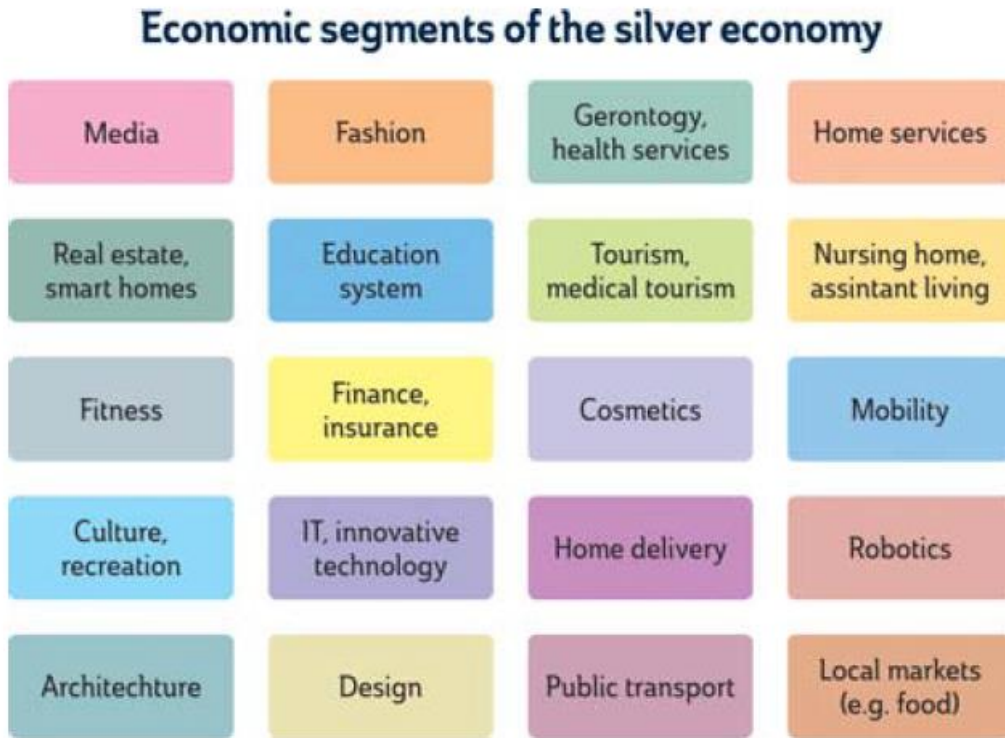 Economic segments of the silver economy
Media
Fashion
Gerontogy,
health services
Home services
Real estate,
smart homes
Education
system
Tourism,
medical tourism
Nursing home,
assintant living
Fitness
Finance,
insurance
Cosmetics
Mobility
Culture,
recreation
IT, innovative
technology
Home delivery
Robotics
Architechture
Design
Public transport
Local markets
(e.g. food)